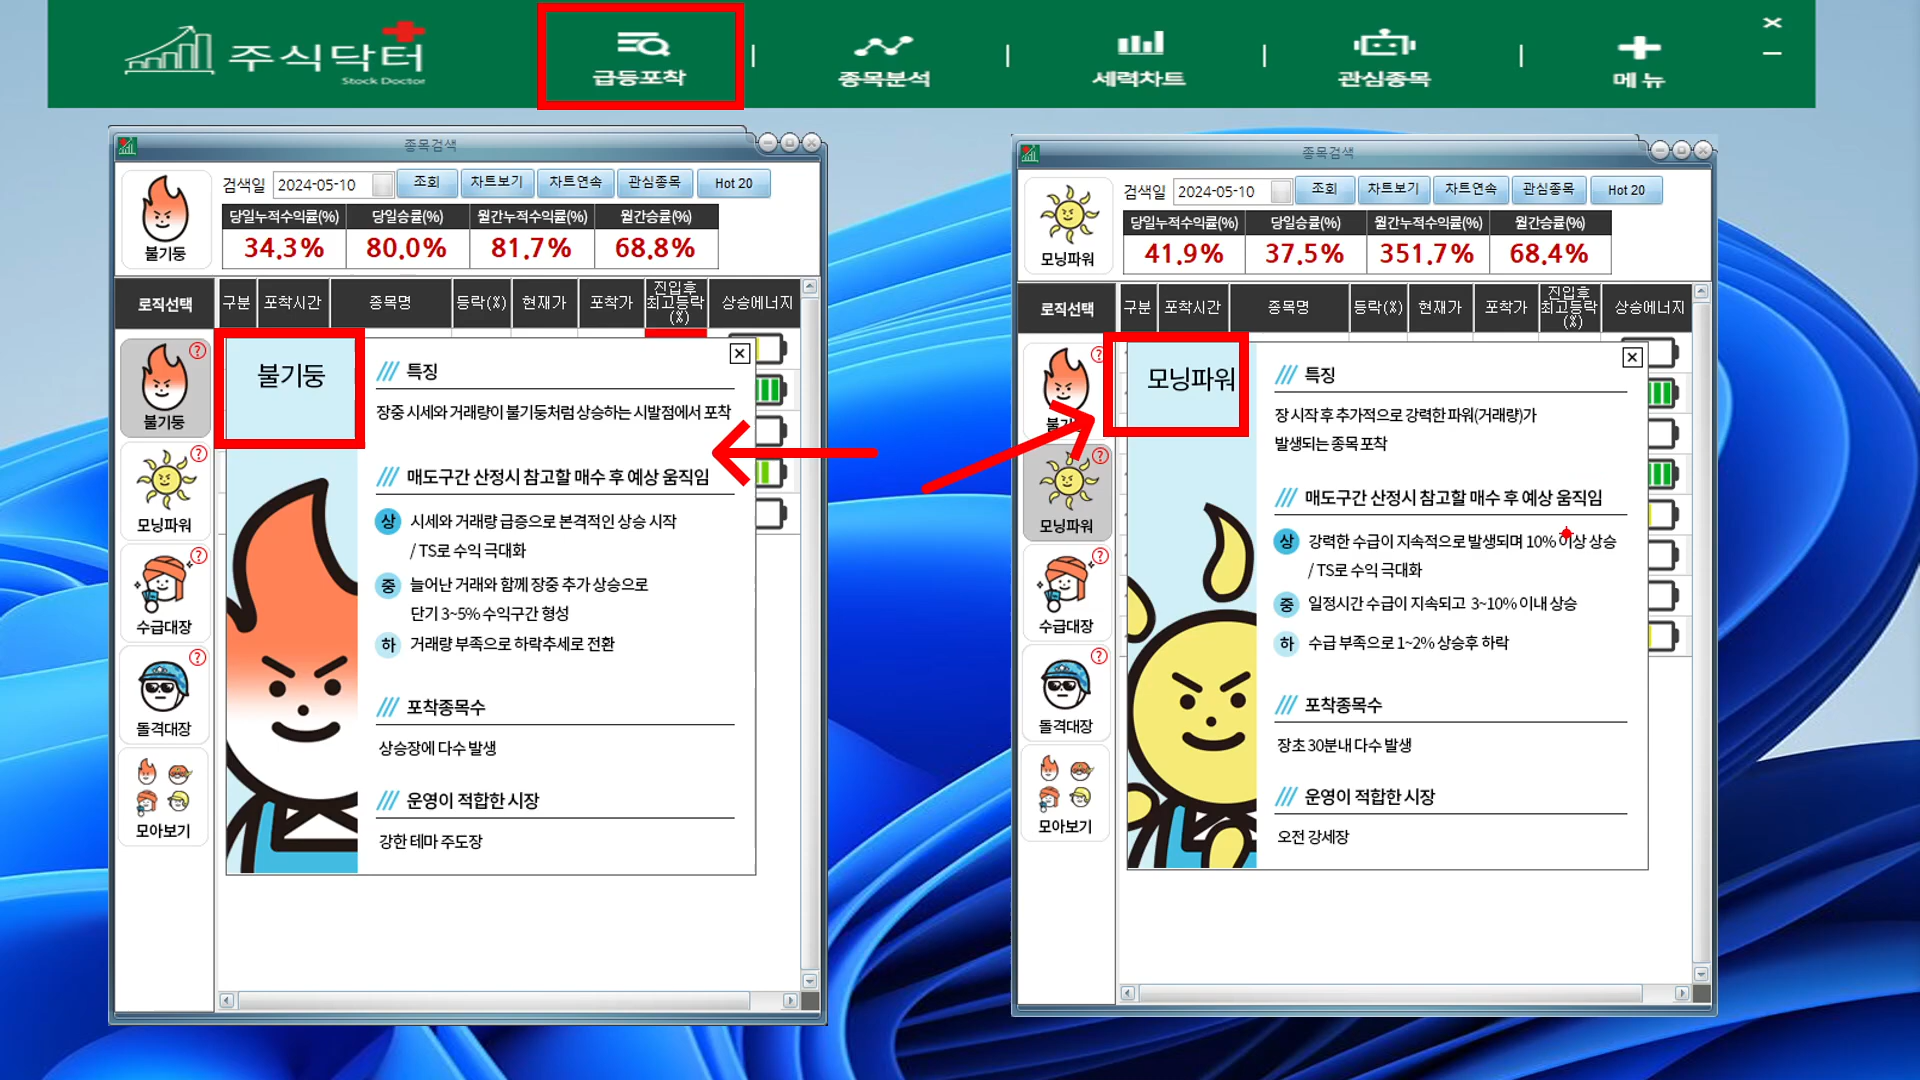 주식닥터
Stock Doctor
급등포착
종목분석
세력차트
관심종목
메뉴
종목검색
불기둥
검색일
2024-05-10
조회
차트보기
차트연속
관심종목
Hot 20
당일누적수익률(%) 당일승률(%) 월간누적수익률(%) 월간승률(%)
34.3% 80.0% 81.7% 68.8%
로직선택
구분 포착시간 종목명 등락(%) 현재가 포착가 진입후 최고등락 (%) 상승에너지
불기둥
모닝파워
수급대장
돌격대장
모아보기
불기둥
특징
장중 시세와 거래량이 불기둥처럼 상승하는 시발점에서 포착
매도구간 산정시 참고할 매수 후 예상 움직임
상 시세와 거래량 급증으로 본격적인 상승 시작
/ TS로 수익 극대화
중 늘어난 거래와 함께 장중 추가 상승으로
단기 3~5% 수익구간 형성
하 거래량 부족으로 하락추세로 전환
포착종목수
상승장에 다수 발생
운영이 적합한 시장
강한 테마 주도장
종목검색
모닝파워
검색일
2024-05-10
조회
차트보기
차트연속
관심종목
Hot 20
당일누적수익률(%) 당일승률(%) 월간누적수익률(%) 월간승률(%)
41.9% 37.5% 351.7% 68.4%
로직선택
구분 포착시간 종목명 등락(%) 현재가 포착가 진입후 최고등락 (%) 상승에너지
모닝파워
수급대장
돌격대장
모아보기
모닝파워
특징
장 시작 후 추가적으로 강력한 파워(거래량)가
발생되는 종목 포착
매도구간 산정시 참고할 매수 후 예상 움직임
상 강력한 수급이 지속적으로 발생되며 10% 이상 상승
/ TS로 수익 극대화
중 일정시간 수급이 지속되고 3~10% 이내 상승
하 수급 부족으로 1~2% 상승후 하락
포착종목수
장초 30분내 다수 발생
운영이 적합한 시장
오전 강세장